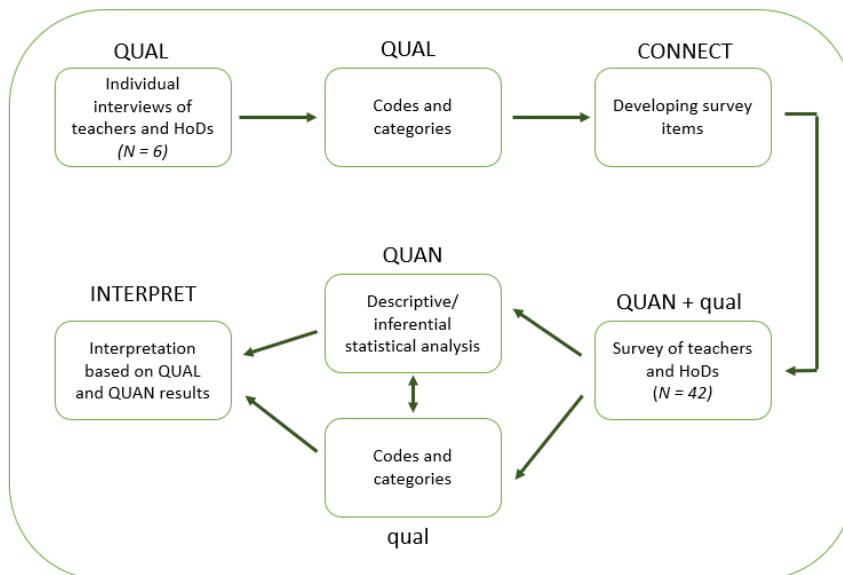 QUAL
Individual
interviews of
teachers and HoDs
(N = 6)
QUAL
Codes and
categories
CONNECT
Developing survey
items
QUAN + qual
Survey of teachers
and HoDs
(N = 42)
QUAN
Descriptive/
inferential
statistical analysis
Codes and
categories
qual
INTERPRET
Interpretation
based on QUAL
and QUAN results